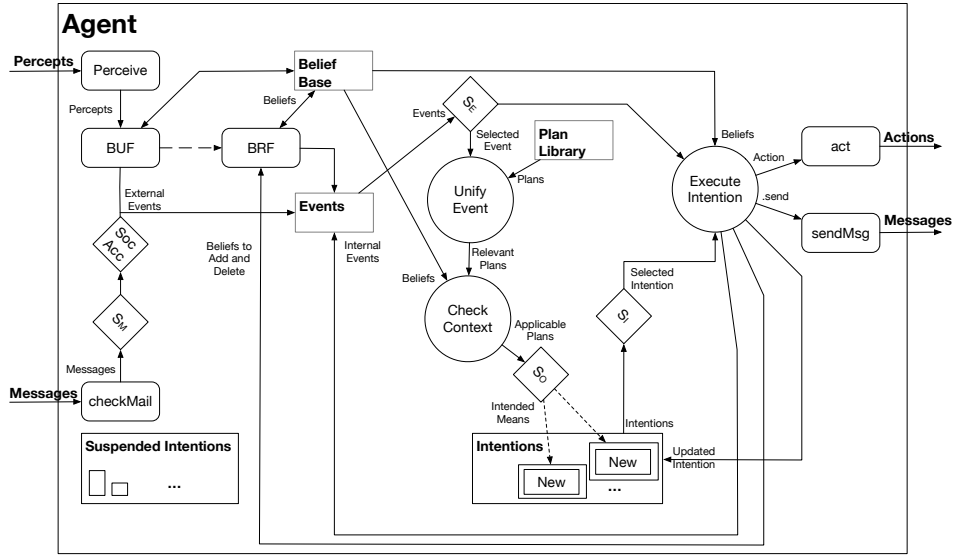 Agent
Percepts
Perceive
Percepts
BUF
BRF
Belief
Base
Beliefs
Events
External
Events
Soc
Acc
S_M
Messages
Messages
checkMail
Beliefs to
Add and
Delete
Internal
Events
Events
S_E
Selected
Event
Plan
Library
Plans
Unify
Event
Relevant
Plans
Beliefs
Check
Context
Applicable
Plans
S_O
Intended
Means
Selected
Intention
S_I
Intentions
Beliefs
Execute
Intention
Action
.send
act
Actions
sendMsg
Messages
Suspended Intentions
...
Intentions
New
New
...
Updated
Intention